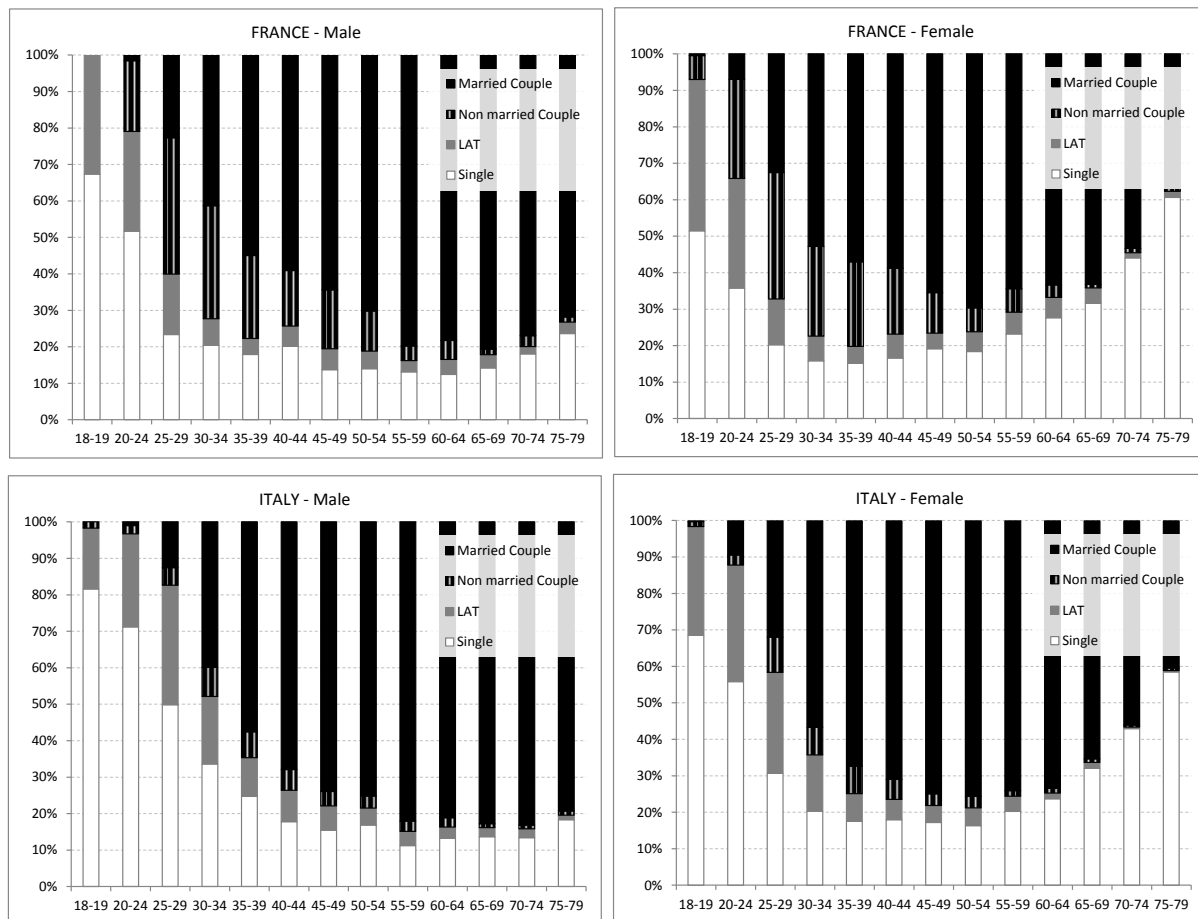 FRANCE - Male
100%
90%
80%
70%
60%
50%
40%
30%
20%
10%
0%
Married Couple
Non married Couple
LAT
Single
18-19 20-24 25-29 30-34 35-39 40-44 45-49 50-54 55-59 60-64 65-69 70-74 75-79
FRANCE - Female
100%
90%
80%
70%
60%
50%
40%
30%
20%
10%
0%
Married Couple
Non married Couple
LAT
Single
18-19 20-24 25-29 30-34 35-39 40-44 45-49 50-54 55-59 60-64 65-69 70-74 75-79
ITALY - Male
100%
90%
80%
70%
60%
50%
40%
30%
20%
10%
0%
Married Couple
Non married Couple
LAT
Single
18-19 20-24 25-29 30-34 35-39 40-44 45-49 50-54 55-59 60-64 65-69 70-74 75-79
ITALY - Female
100%
90%
80%
70%
60%
50%
40%
30%
20%
10%
0%
Married Couple
Non married Couple
LAT
Single
18-19 20-24 25-29 30-34 35-39 40-44 45-49 50-54 55-59 60-64 65-69 70-74 75-79